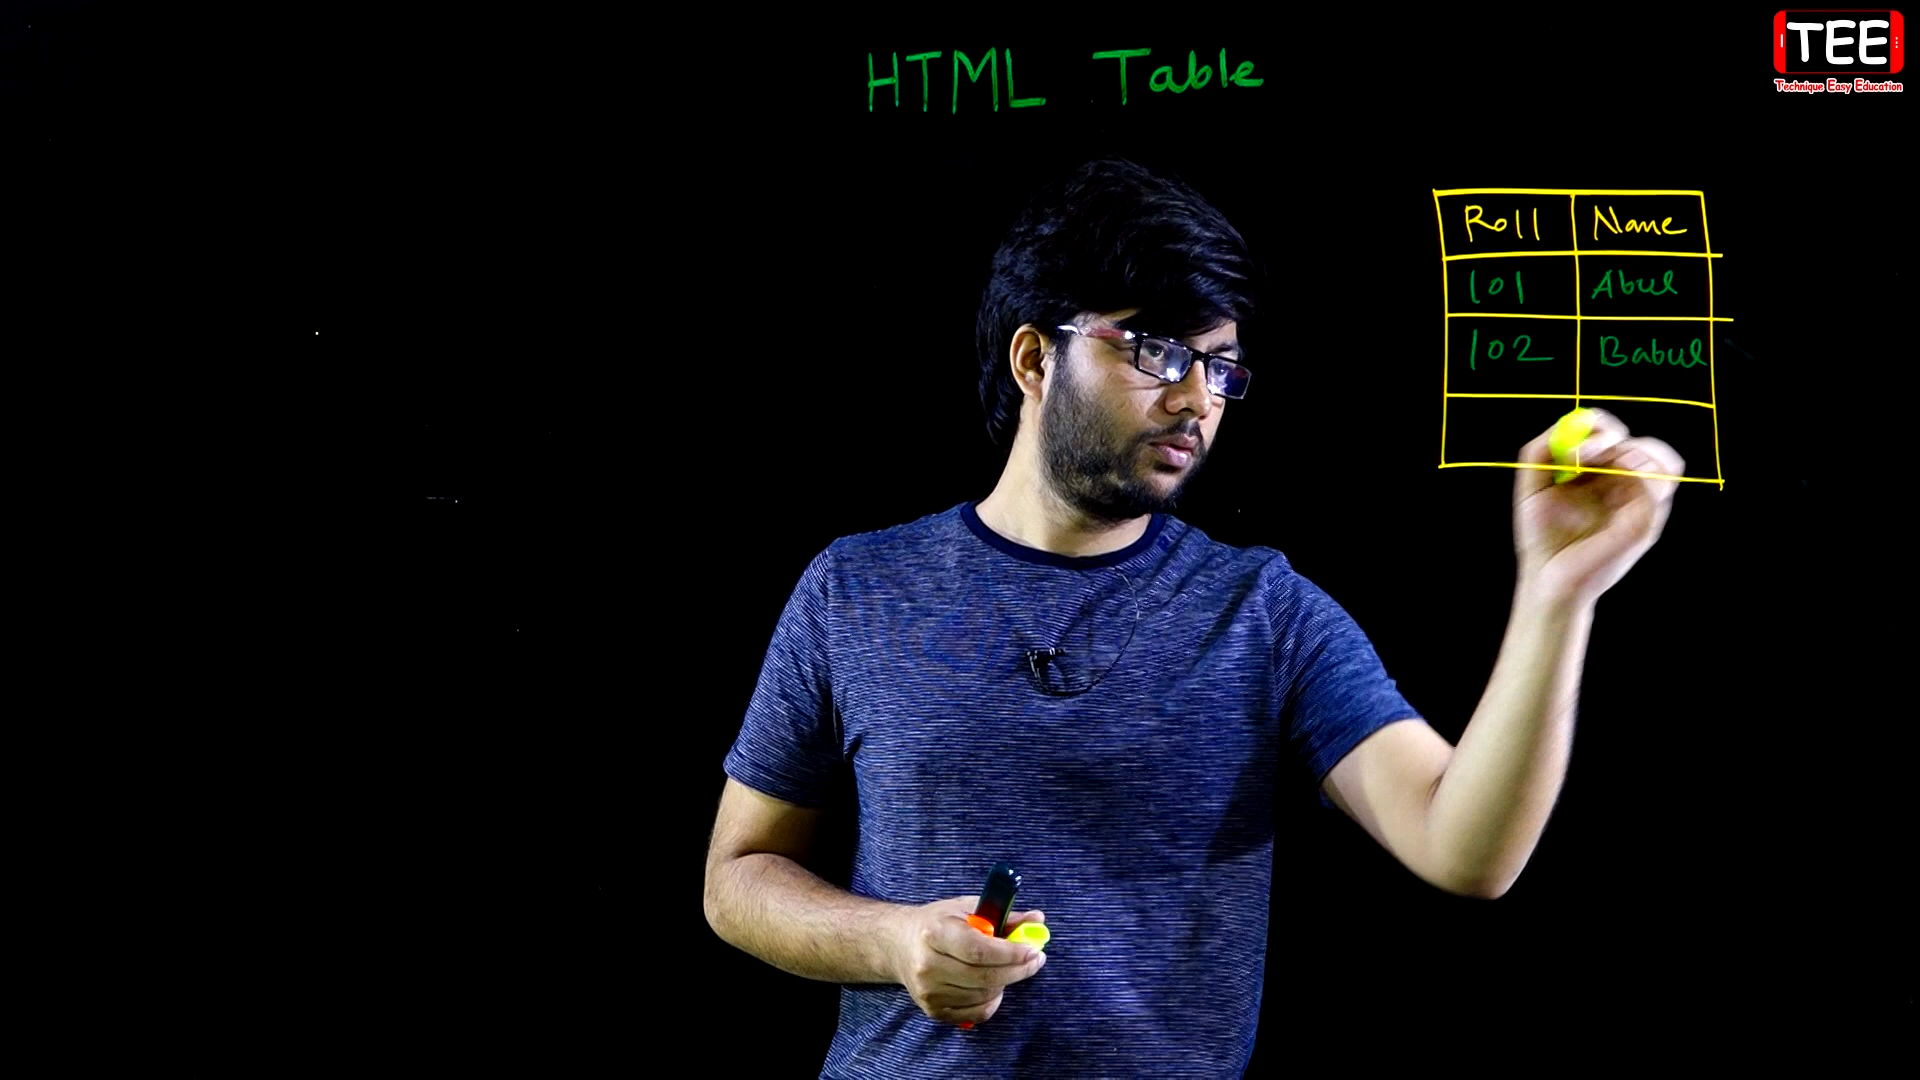 TEE
Technique Easy Education
HTML Table
Roll Name
101 Abul
102 Babul